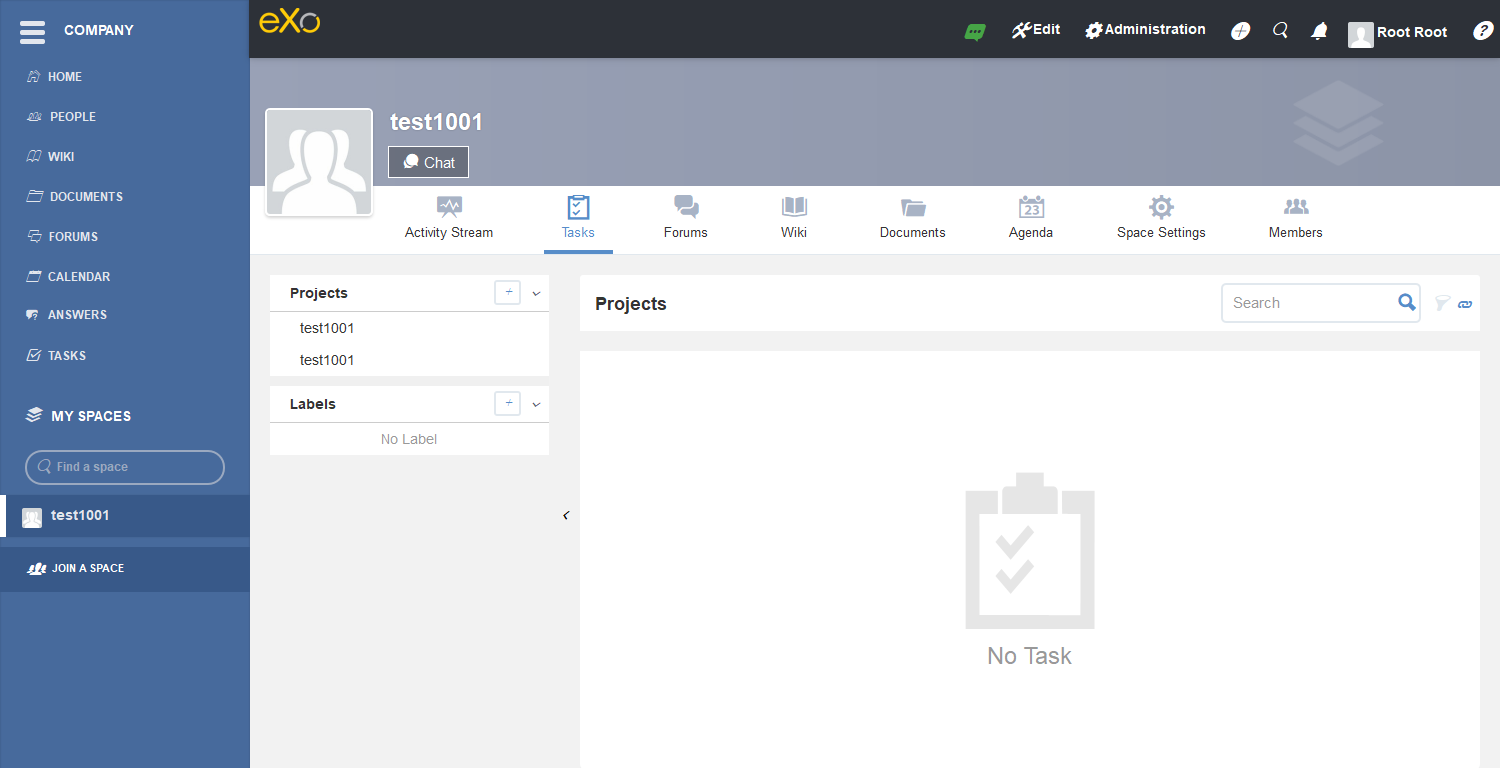 COMPANY
HOME
PEOPLE
WIKI
DOCUMENTS
FORUMS
CALENDAR
ANSWERS
TASKS
MY SPACES
Find a space
test1001
JOIN A SPACE
eXo
Edit
Administration
Root Root
?
test1001
Chat
Activity Stream
Tasks
Forums
Wiki
Documents
23
Agenda
Space Settings
Members
Projects
+
test1001
test1001
Labels
+
No Label
Projects
Search
No Task